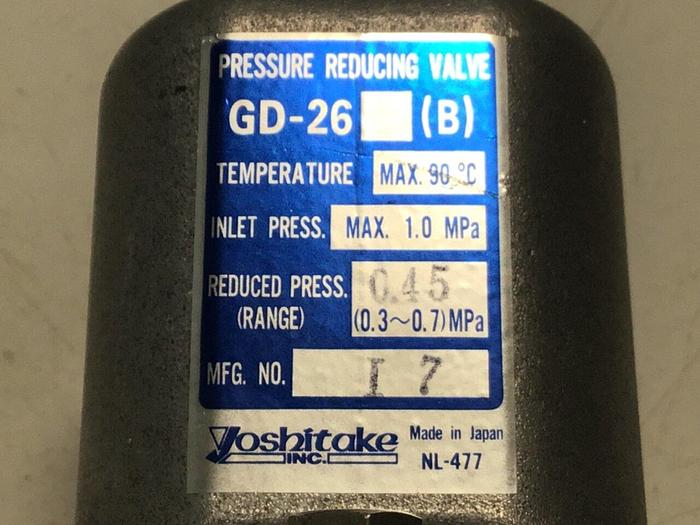 PRESSURE REDUCING VALVE
GD-26 (B)
TEMPERATURE MAX. 90 °C
INLET PRESS. MAX. 1.0 MPa
REDUCED PRESS. 0.45
(RANGE) (0.3~0.7)MPa
MFG. NO. I 7
Yoshitake Made in Japan
INC. NL-477